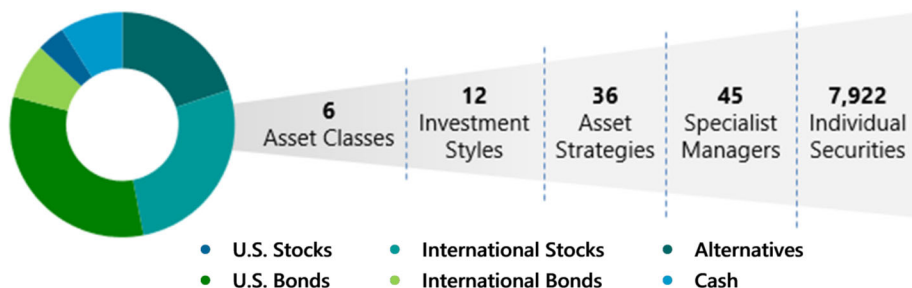 6
Asset Classes
12
Investment
Styles
36
Asset
Strategies
45
Specialist
Managers
7,922
Individual
Securities
U.S. Stocks
International Stocks
Alternatives
U.S. Bonds
International Bonds
Cash